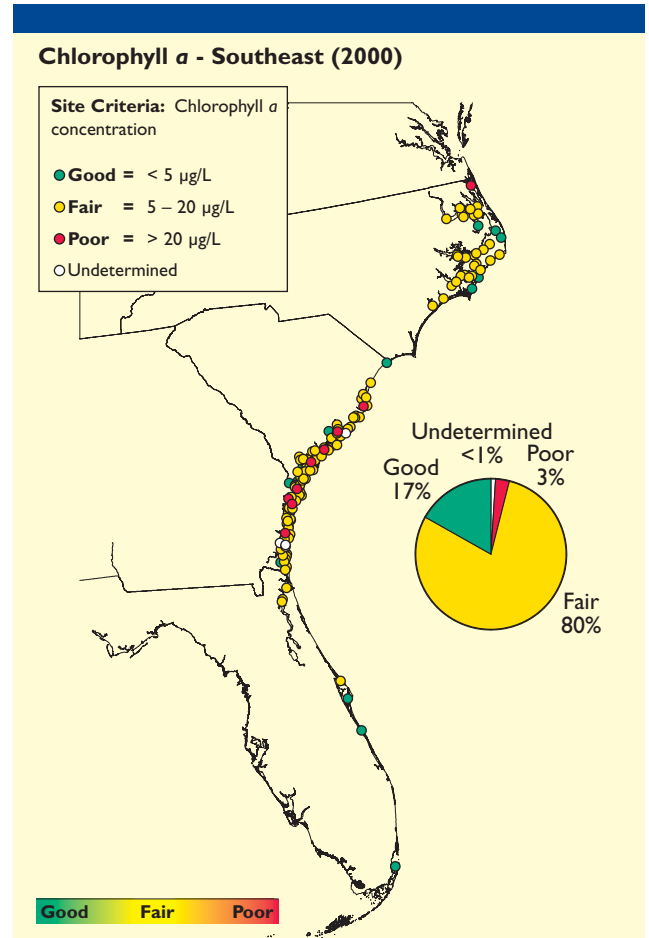 Chlorophyll a - Southeast (2000)
Site Criteria: Chlorophyll a
concentration
Good = < 5 µg/L
Fair = 5 – 20 µg/L
Poor = > 20 µg/L
Undetermined
Undetermined
<1%
Poor
3%
Good
17%
Fair
80%
Good Fair Poor